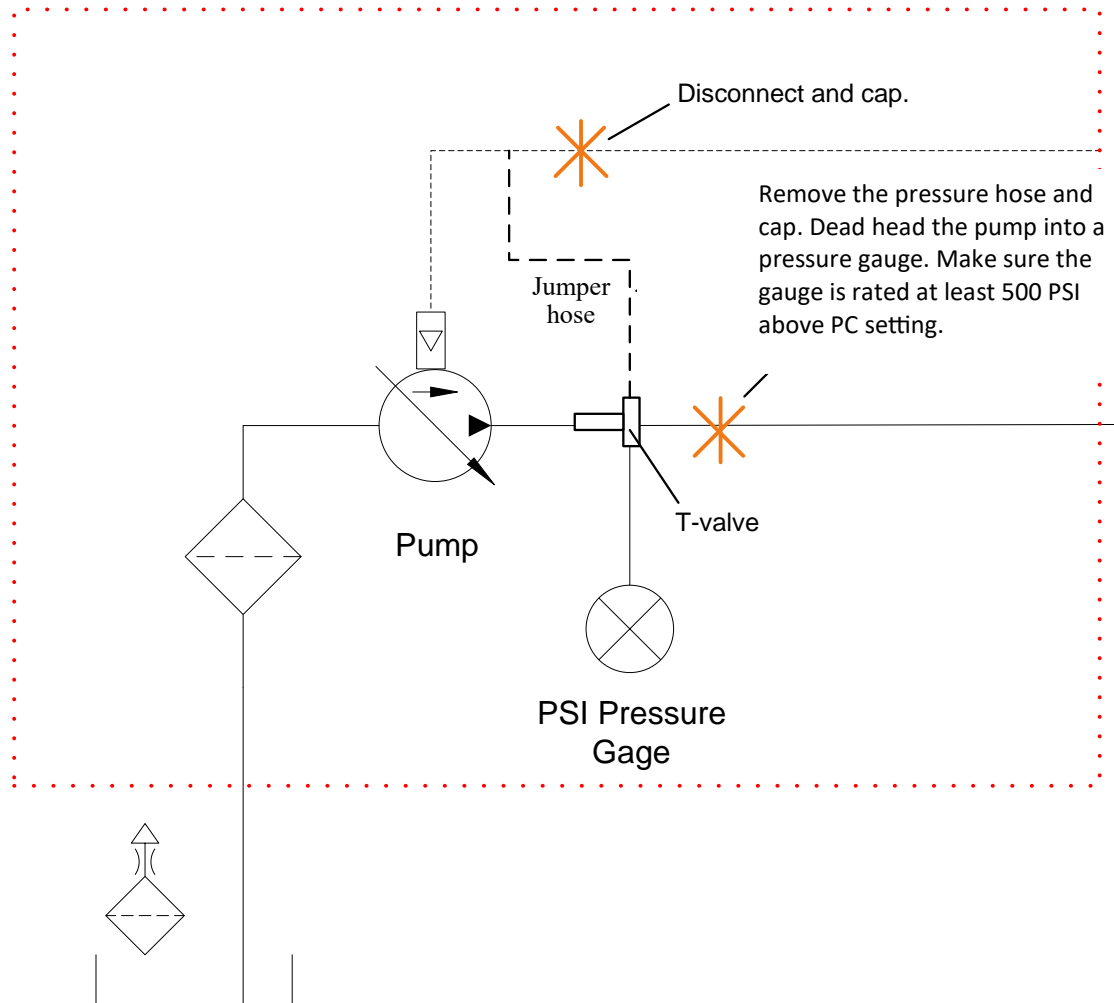 Disconnect and cap.
Remove the pressure hose and
cap. Dead head the pump into a
pressure gauge. Make sure the
gauge is rated at least 500 PSI
above PC setting.
Jumper
hose
T-valve
Pump
PSI Pressure
Gage